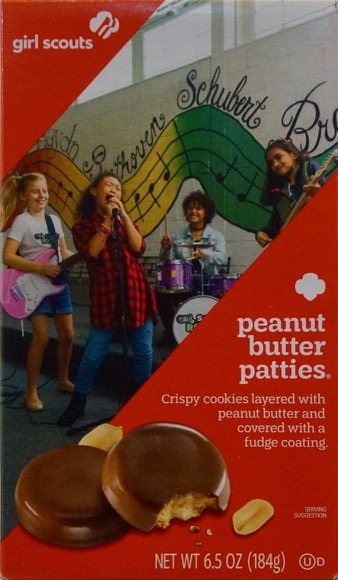 girl scouts
Schubert
peanut
butter
patties®
Crispy cookies layered with
peanut butter and
covered with a
fudge coating.
SERVING
SUGGESTION
NET WT 6.5 OZ (184g) U D